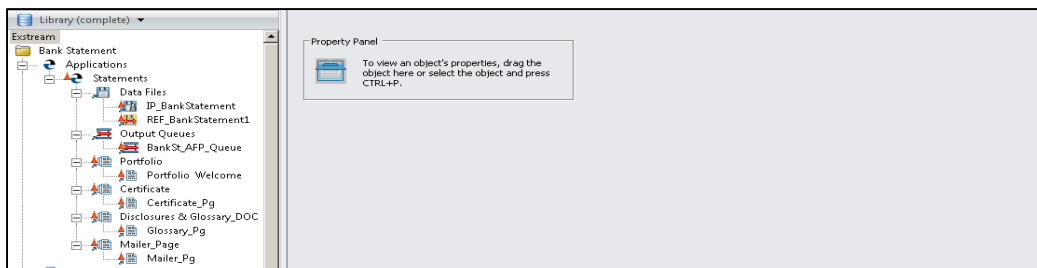 Library (complete)
Exstream
Bank Statement
Applications
Statements
Data Files
IP_BankStatement
REF_BankStatement1
Output Queues
BankSt_AFP_Queue
Portfolio
Portfolio Welcome
Certificate
Certificate_Pg
Disclosures & Glossary_DOC
Glossary_Pg
Mailer_Page
Mailer_Pg
Property Panel
To view an object's properties, drag the
object here or select the object and press
CTRL+P.